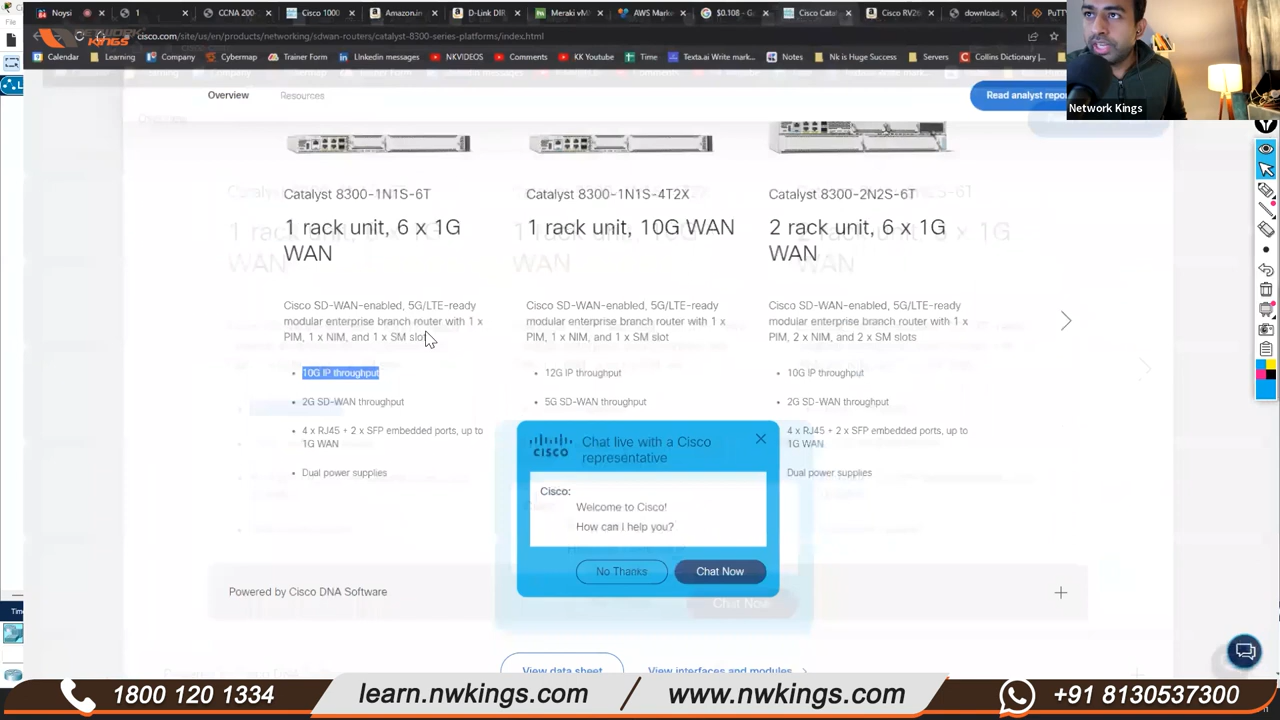 Noysi
1
CCNA 200-
Cisco 1000
Amazon.in
D-Link DIR
Meraki vM
AWS Mark
$0.108 - G
Cisco Cata
Cisco RV26
download
PuTT
File
NETWORK
KINGS
cisco.com/site/us/en/products/networking/sdwan-routers/catalyst-8300-series-platforms/index.html
Calendar
Learning
Company
Cybermap
Trainer Form
Linkedin messages
NKVIDEOS
Comments
KK Youtube
Time
Texta.ai Write mark...
Notes
Nk is Huge Success
Servers
Collins Dictionary |...
Overview
Resources
Read analyst repor
Network Kings
Catalyst 8300-1N1S-6T
1 rack unit, 6 x 1G
WAN
Cisco SD-WAN-enabled, 5G/LTE-ready
modular enterprise branch router with 1 x
PIM, 1 x NIM, and 1 x SM slot
• 10G IP throughput
• 2G SD-WAN throughput
• 4 x RJ45 + 2 x SFP embedded ports, up to
1G WAN
• Dual power supplies
Catalyst 8300-1N1S-4T2X
1 rack unit, 10G WAN
Cisco SD-WAN-enabled, 5G/LTE-ready
modular enterprise branch router with 1 x
PIM, 1 x NIM, and 1 x SM slot
• 12G IP throughput
• 5G SD-WAN throughput
Catalyst 8300-2N2S-6T
2 rack unit, 6 x 1G
WAN
Cisco SD-WAN-enabled, 5G/LTE-ready
modular enterprise branch router with 1 x
PIM, 2 x NIM, and 2 x SM slots
• 10G IP throughput
• 2G SD-WAN throughput
4 x RJ45 + 2 x SFP embedded ports, up to
1G WAN
Dual power supplies
CISCO
Chat live with a Cisco
representative
Cisco:
Welcome to Cisco!
How can I help you?
No Thanks
Chat Now
Chat Now
Powered by Cisco DNA Software
View data sheet
View interfaces and modules
Tim
1800 120 1334
learn.nwkings.com
/
www.nwkings.com
+91 8130537300